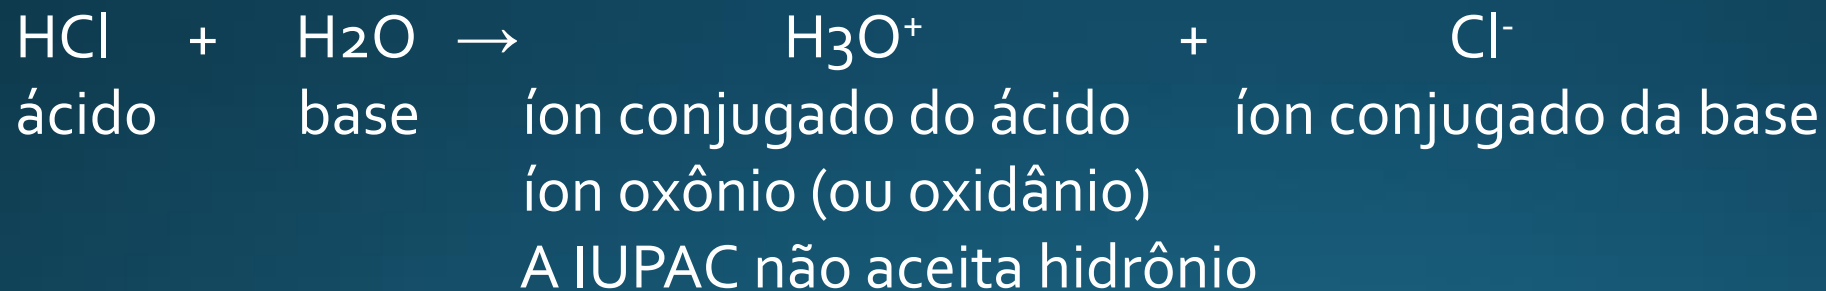 HCl + H2O → H3O⁺ + Cl⁻
ácido base íon conjugado do ácido íon conjugado da base
íon oxônio (ou oxidânio)
A IUPAC não aceita hidrônio